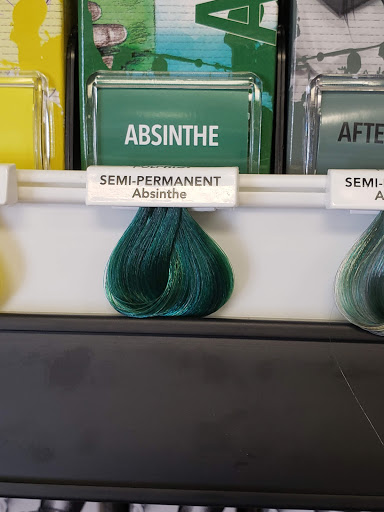 A
ABSINTHE
AFTE
SEMI-PERMANENT
Absinthe
SEMI-
A